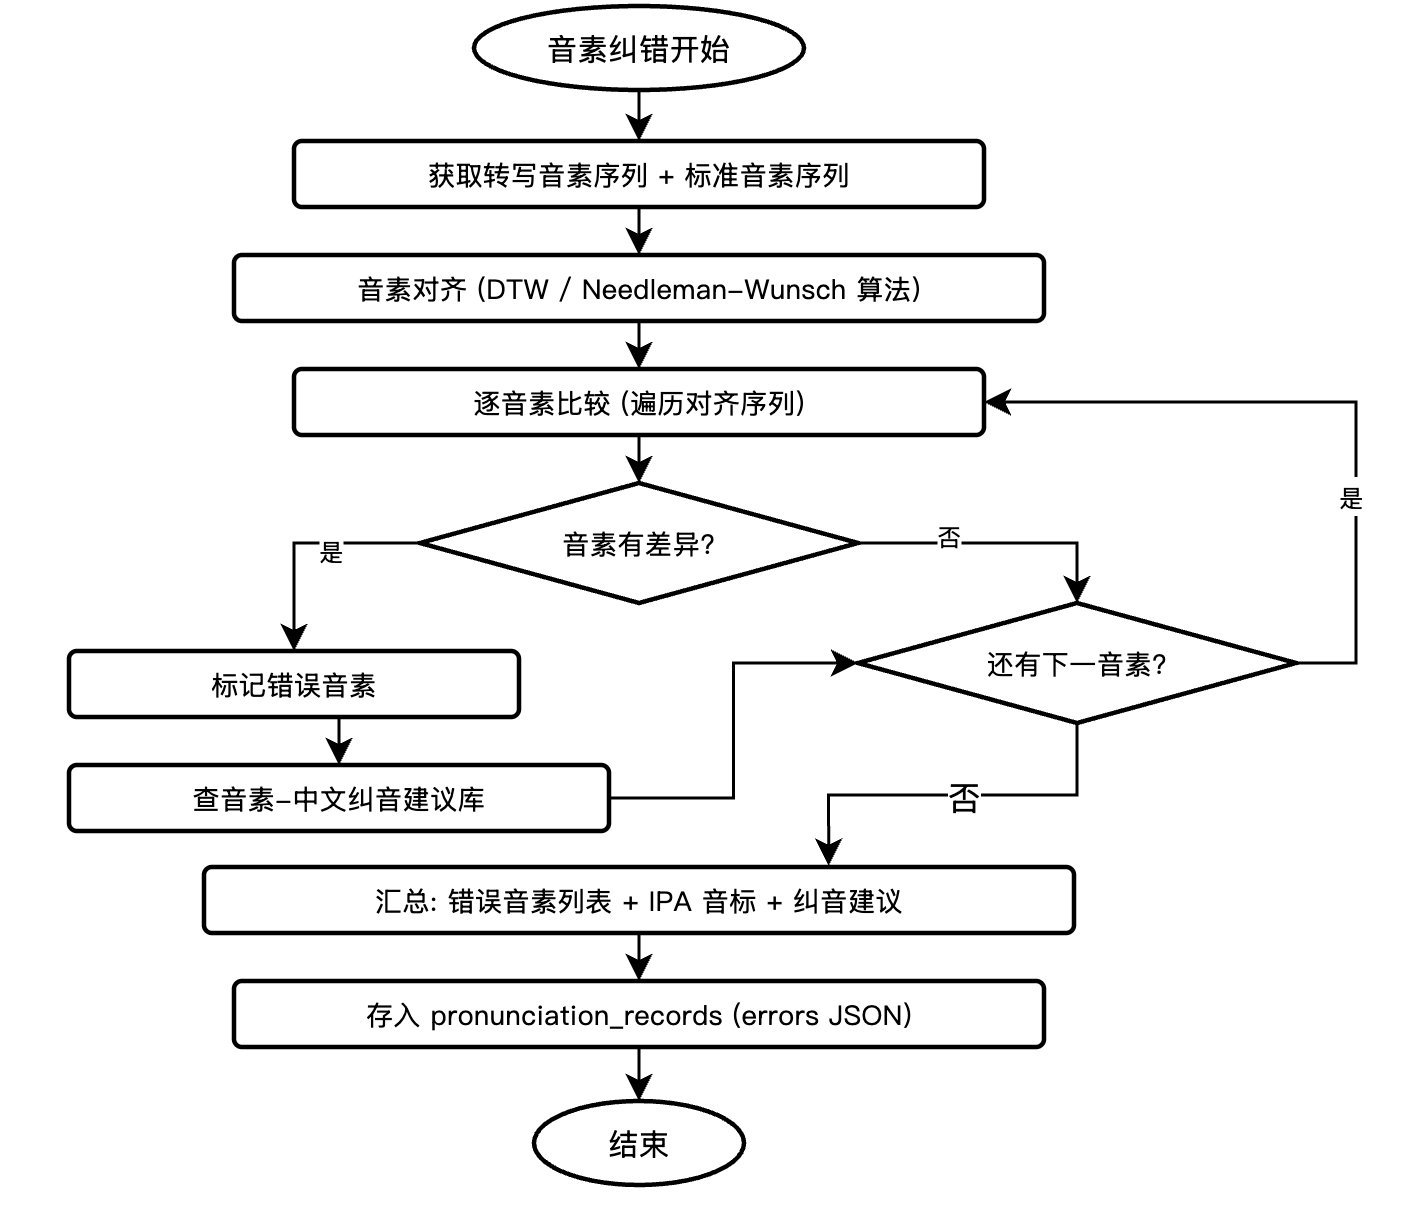 音素纠错开始
获取转写音素序列 + 标准音素序列
音素对齐 (DTW / Needleman-Wunsch 算法)
逐音素比较 (遍历对齐序列)
是
音素有差异?
否
是
标记错误音素
还有下一音素?
查音素-中文纠音建议库
否
汇总: 错误音素列表 + IPA 音标 + 纠音建议
存入 pronunciation_records (errors JSON)
结束